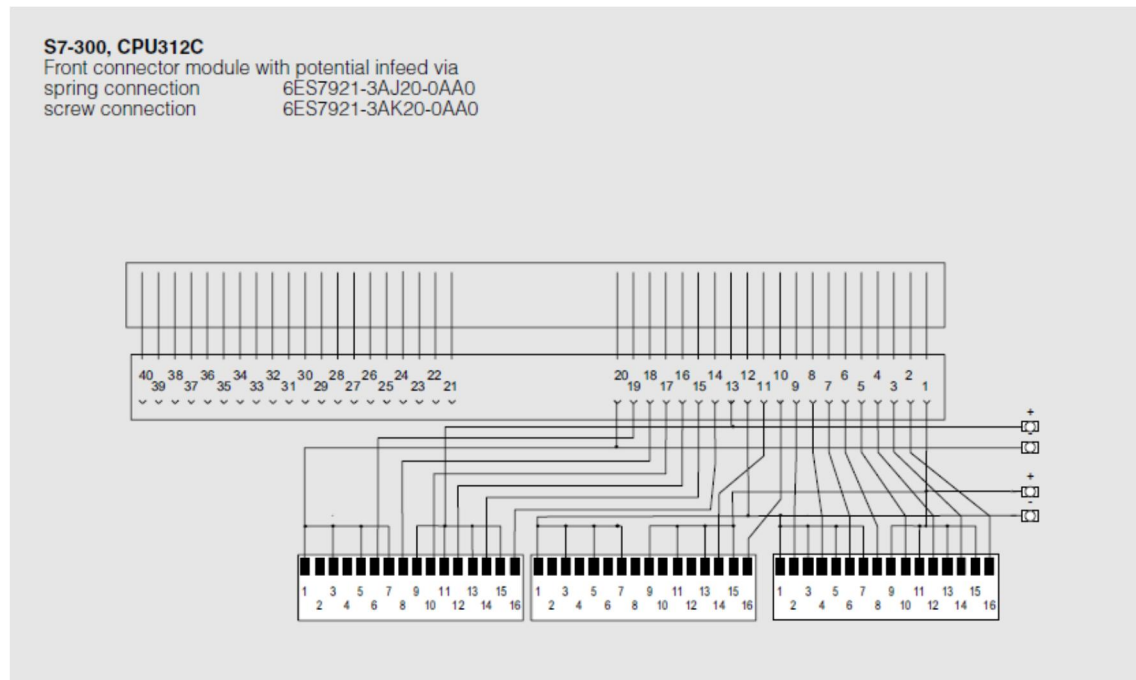 S7-300, CPU312C
Front connector module with potential infeed via
spring connection 6ES7921-3AJ20-0AA0
screw connection 6ES7921-3AK20-0AA0
40 38 36 34 32 30 28 26 24 22 20 18 16 14 12 10 8 6 4 2
39 37 35 33 31 29 27 25 23 21 19 17 15 13 11 9 7 5 3 1
+
-
+
-
1 3 5 7 9 11 13 15 1 3 5 7 9 11 13 15 1 3 5 7 9 11 13 15
2 4 6 8 10 12 14 16 2 4 6 8 10 12 14 16 2 4 6 8 10 12 14 16